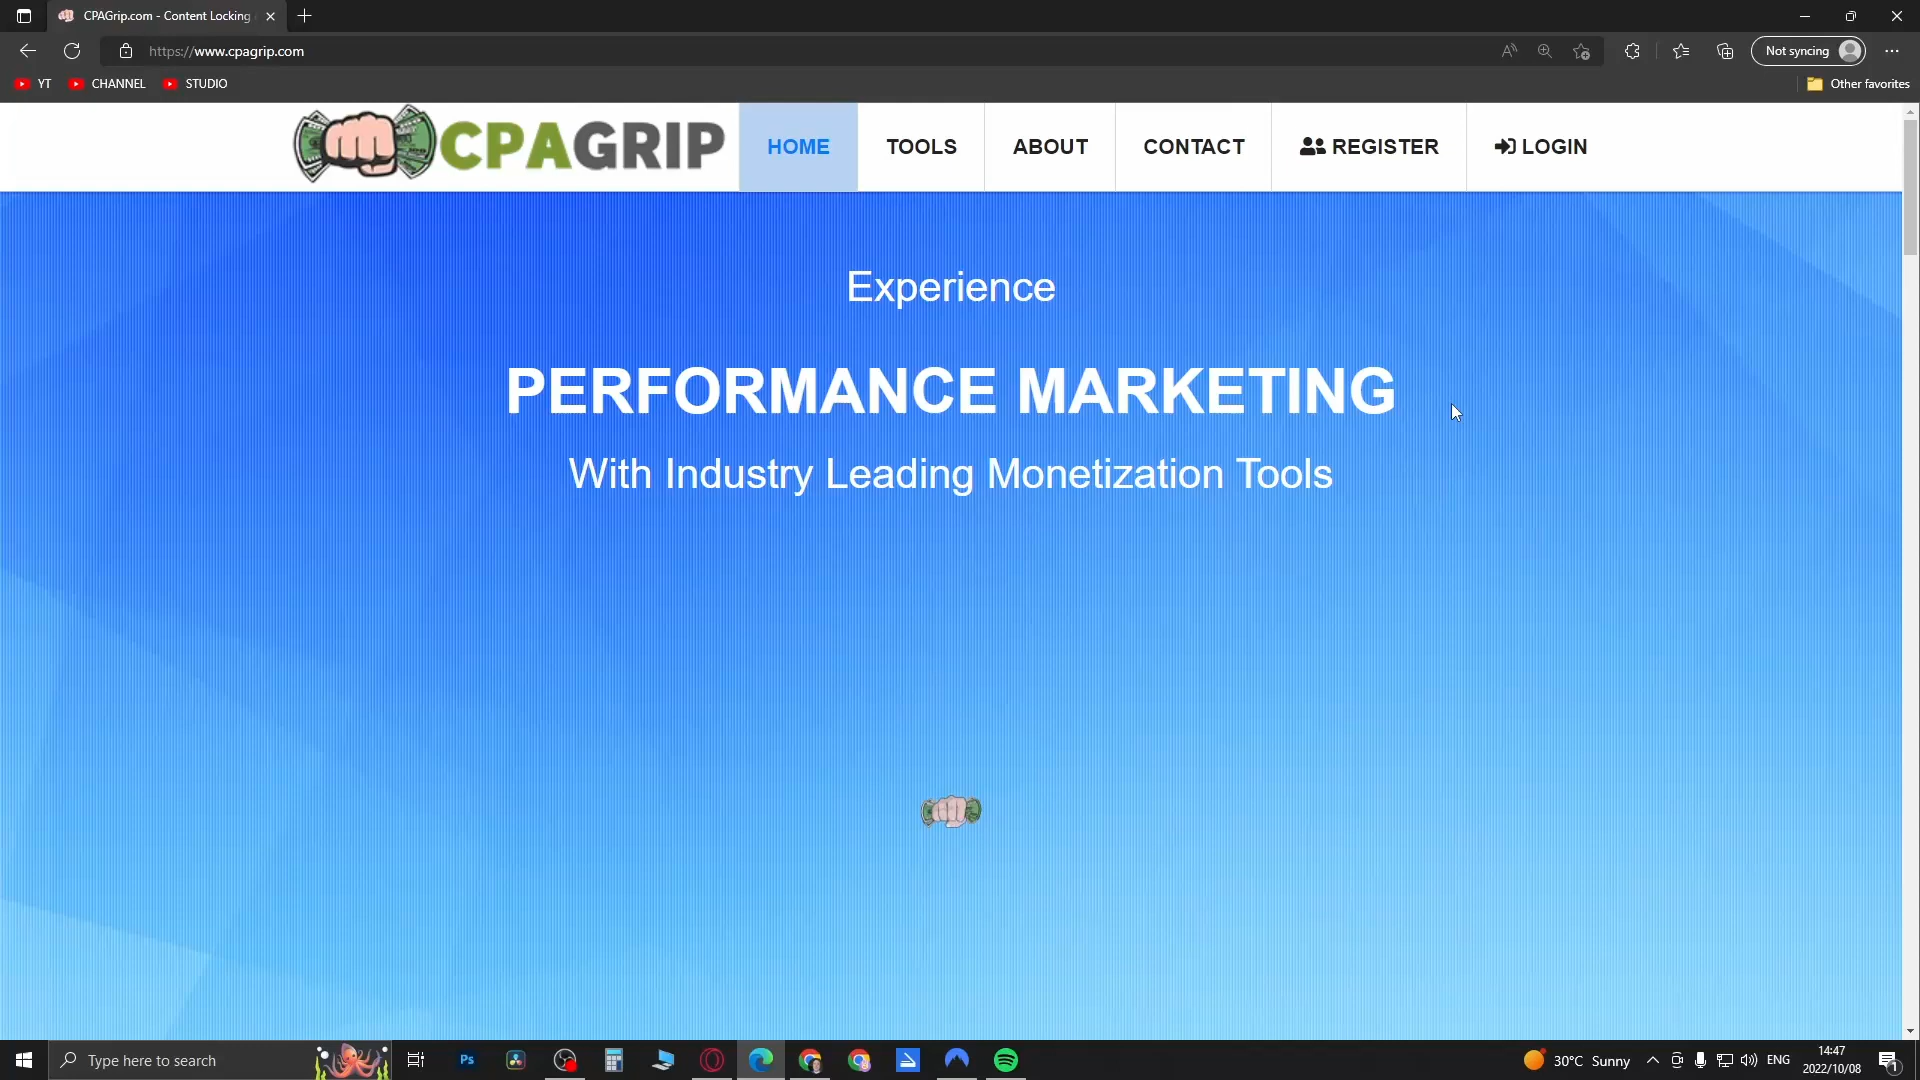 CPAGrip.com - Content Locking
https://www.cpagrip.com
Not syncing
YT
CHANNEL
STUDIO
Other favorites
CPAGRIP
HOME
TOOLS
ABOUT
CONTACT
REGISTER
LOGIN
Experience
PERFORMANCE MARKETING
With Industry Leading Monetization Tools
Type here to search
Ps
30°C Sunny
ENG
14:47
2022/10/08
1